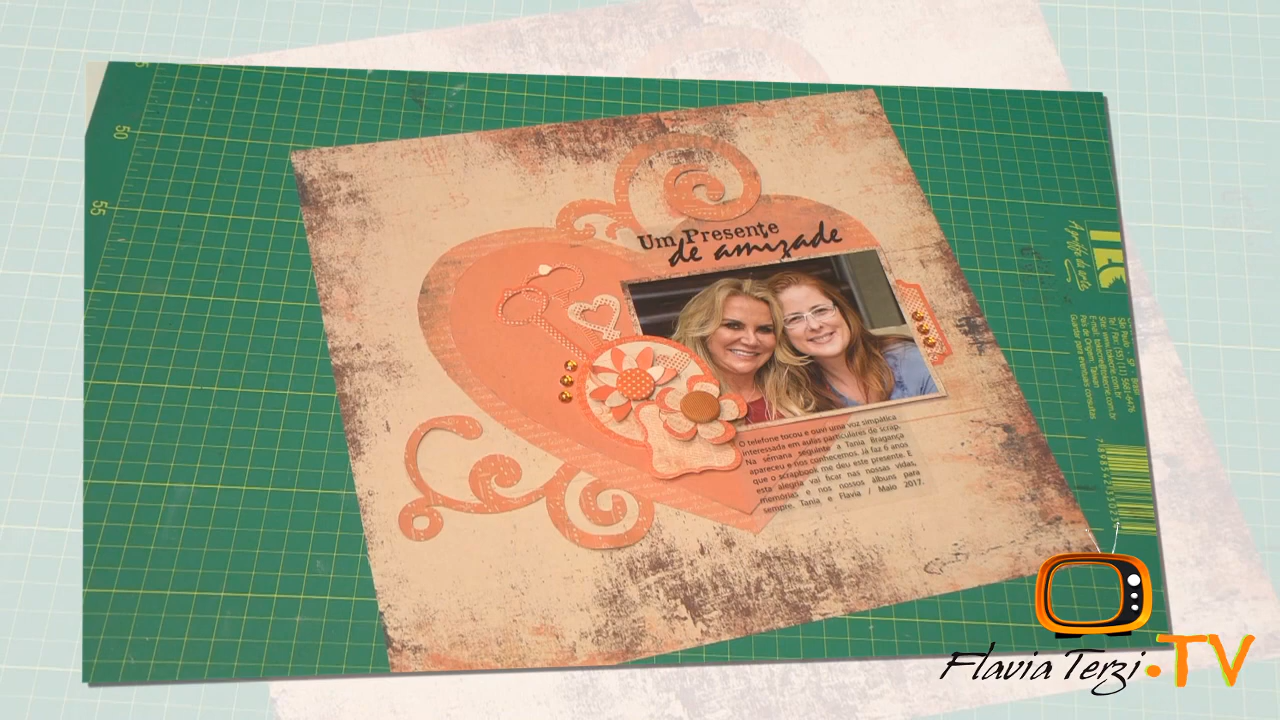 Um Presente
de amizade
O telefone tocou e ouvi uma voz simpática
interessada em aulas particulares de scrap.
Na semana seguinte a Tania Bragança
apareceu e nos conhecemos. Já faz 6 anos
que o scrapbook me deu este presente. E
esta alegria vai ficar nas nossas vidas,
memórias e nos nossos álbuns para
sempre. Tania e Flavia / Maio 2017.
50
55
Flavia Terzi.TV